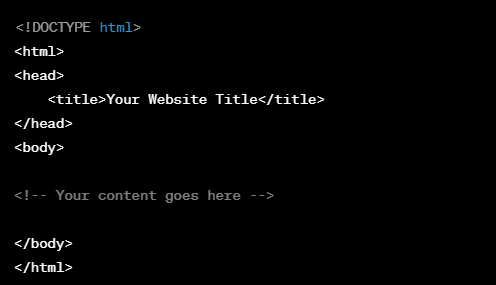 <!DOCTYPE html>
<html>
<head>
    <title>Your Website Title</title>
</head>
<body>
<!-- Your content goes here -->
</body>
</html>